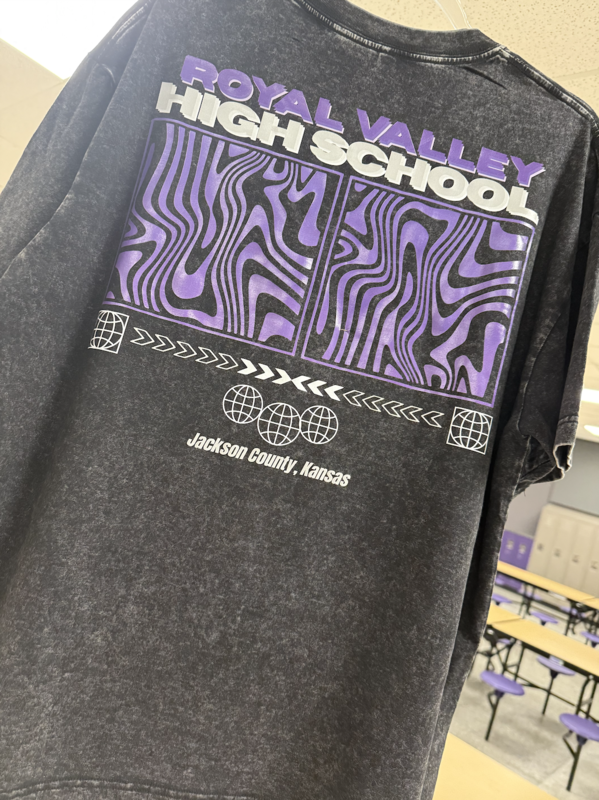 ROYAL VALLEY
HIGH SCHOOL
Jackson County, Kansas